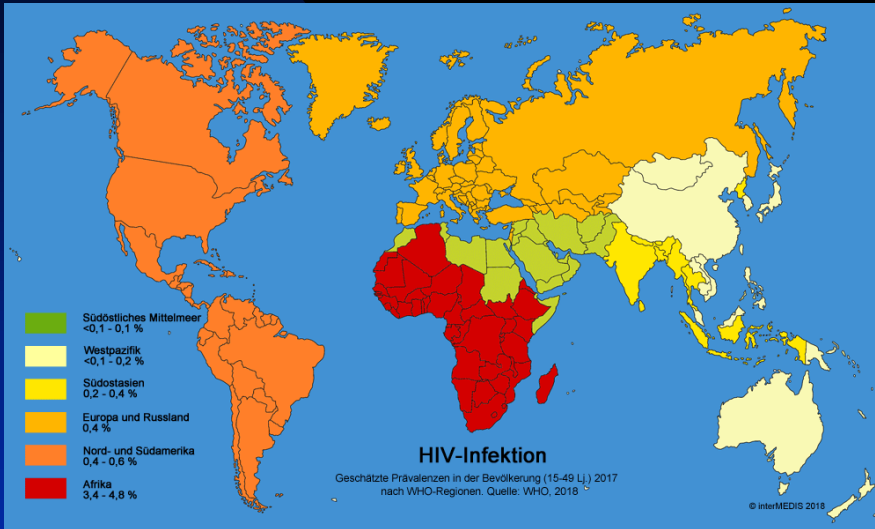 Südöstliches Mittelmeer
<0,1 - 0,1 %
Westpazifik
<0,1 - 0,2 %
Südostasien
0,2 - 0,4 %
Europa und Russland
0,4 %
Nord- und Südamerika
0,4 - 0,6 %
Afrika
3,4 - 4,8 %
HIV-Infektion
Geschätzte Prävalenzen in der Bevölkerung (15-49 Lj.) 2017
nach WHO-Regionen. Quelle: WHO, 2018
© interMEDIS 2018